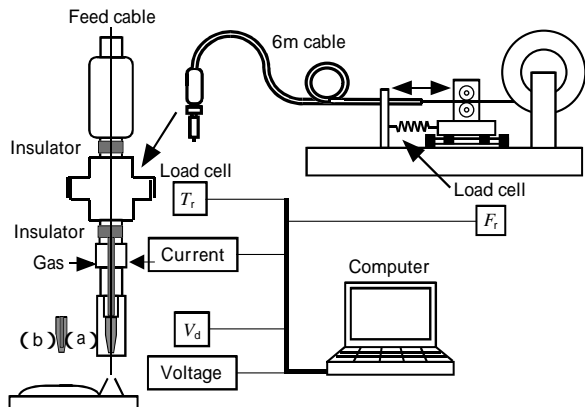 Feed cable
6m cable
Insulator
Load cell
Load cell
Tr
Fr
Insulator
Gas
Current
Computer
(b)
(a)
Vd
Voltage